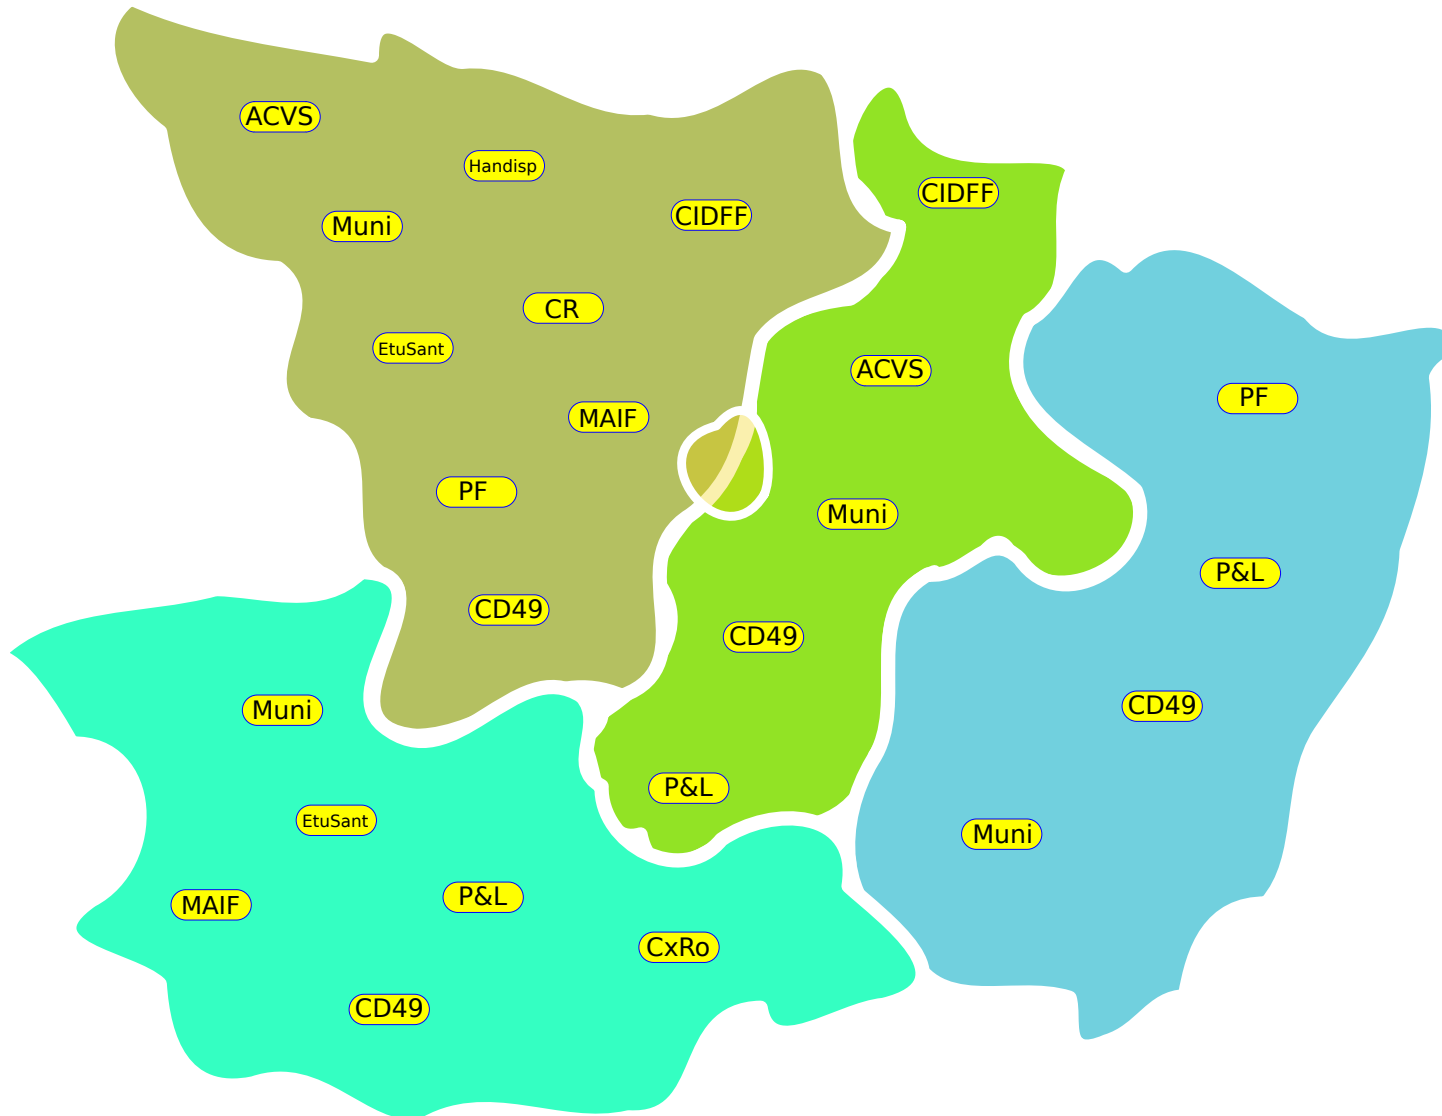 ACVS
Handisp
Muni
CIDFF
CR
EtuSant
MAIF
PF
CD49
CIDFF
ACVS
Muni
CD49
P&L
PF
P&L
CD49
Muni
Muni
EtuSant
MAIF
P&L
CxRo
CD49